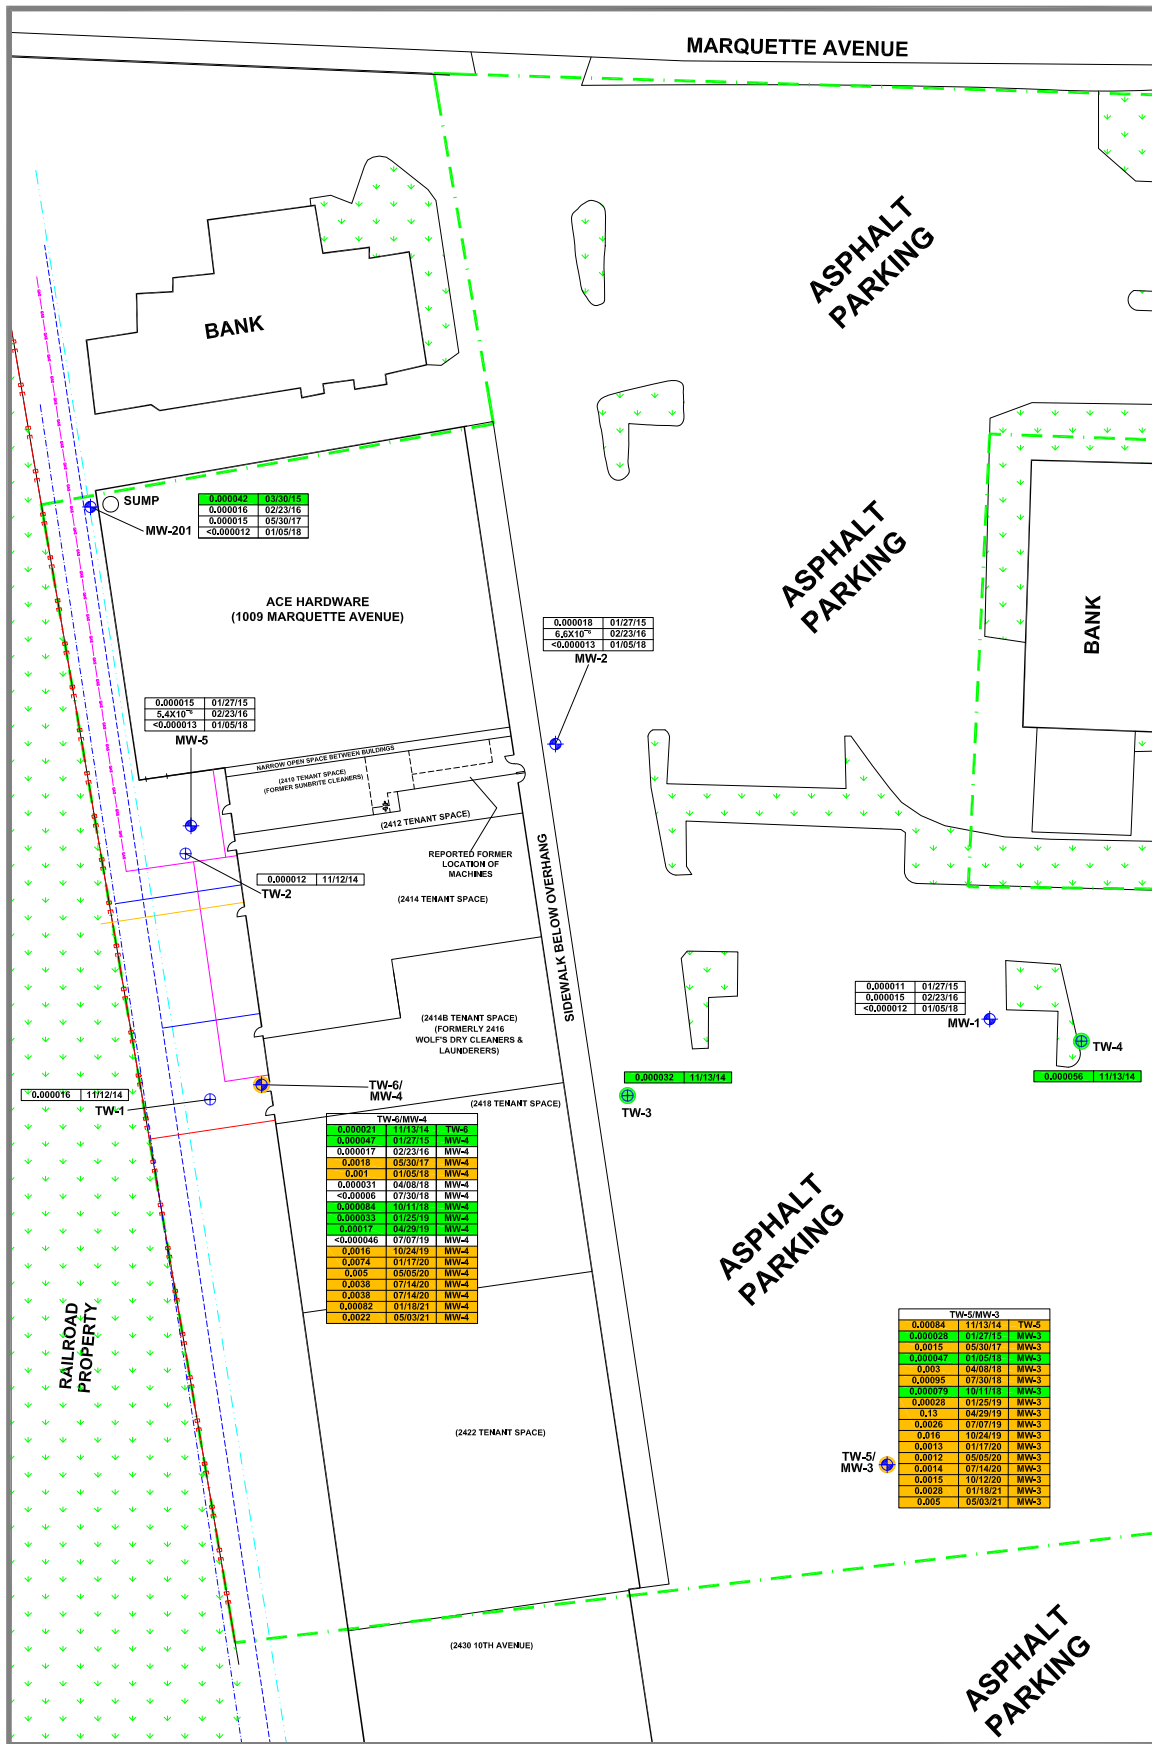 MARQUETTE AVENUE
ASPHALT
PARKING
BANK
SUMP
MW-201
0.000042 03/30/15
0.000016 02/23/16
0.000015 05/30/17
<0.000012 01/05/18
ASPHALT
PARKING
BANK
ACE HARDWARE
(1009 MARQUETTE AVENUE)
0.000018 01/27/15
6.6X10⁻⁶ 02/23/16
<0.000013 01/05/18
MW-2
0.000015 01/27/15
5.4X10⁻⁶ 02/23/16
<0.000013 01/05/18
MW-5
NARROW OPEN SPACE BETWEEN BUILDINGS
(2410 TENANT SPACE)
(FORMER SUNBRITE CLEANERS)
(2412 TENANT SPACE)
REPORTED FORMER
LOCATION OF
MACHINES
0.000012 11/12/14
TW-2
(2414 TENANT SPACE)
SIDEWALK BELOW OVERHANG
(2414B TENANT SPACE)
(FORMERLY 2416
WOLF'S DRY CLEANERS &
LAUNDERERS)
0.000011 01/27/15
0.000015 02/23/16
<0.000012 01/05/18
MW-1
TW-4
0.000056 11/13/14
0.000032 11/13/14
TW-3
0.000016 11/12/14
TW-1
TW-6/
MW-4
(2418 TENANT SPACE)
TW-6/MW-4
0.000021 11/13/14 TW-6
0.000047 01/27/15 MW-4
0.000017 02/23/16 MW-4
0.0018 05/30/17 MW-4
0.001 01/05/18 MW-4
0.000031 04/08/18 MW-4
<0.00006 07/30/18 MW-4
0.000084 10/11/18 MW-4
0.000033 01/25/19 MW-4
0.00017 04/29/19 MW-4
<0.000046 07/07/19 MW-4
0.0016 10/24/19 MW-4
0.0074 01/17/20 MW-4
0.005 05/05/20 MW-4
0.0038 07/14/20 MW-4
0.0038 07/14/20 MW-4
0.00082 01/18/21 MW-4
0.0022 05/03/21 MW-4
ASPHALT
PARKING
RAILROAD
PROPERTY
TW-5/MW-3
0.00084 11/13/14 TW-5
0.000028 01/27/15 MW-3
0.0015 05/30/17 MW-3
0.000047 01/05/18 MW-3
0.003 04/08/18 MW-3
0.00095 07/30/18 MW-3
0.000079 10/11/18 MW-3
0.00028 01/25/19 MW-3
0.13 04/29/19 MW-3
0.0026 07/07/19 MW-3
0.016 10/24/19 MW-3
0.0013 01/17/20 MW-3
0.0012 05/05/20 MW-3
0.0014 07/14/20 MW-3
0.0015 10/12/20 MW-3
0.0028 01/18/21 MW-3
0.005 05/03/21 MW-3
TW-5/
MW-3
(2422 TENANT SPACE)
(2430 10TH AVENUE)
ASPHALT
PARKING